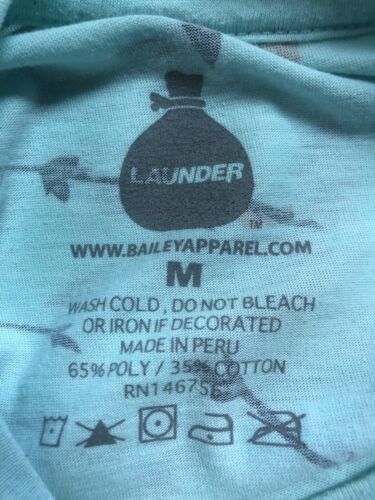 LAUNDER
TM
WWW.BAILEYAPPAREL.COM
M
WASH COLD, DO NOT BLEACH
OR IRON IF DECORATED
MADE IN PERU
65% POLY / 35% COTTON
RN146756